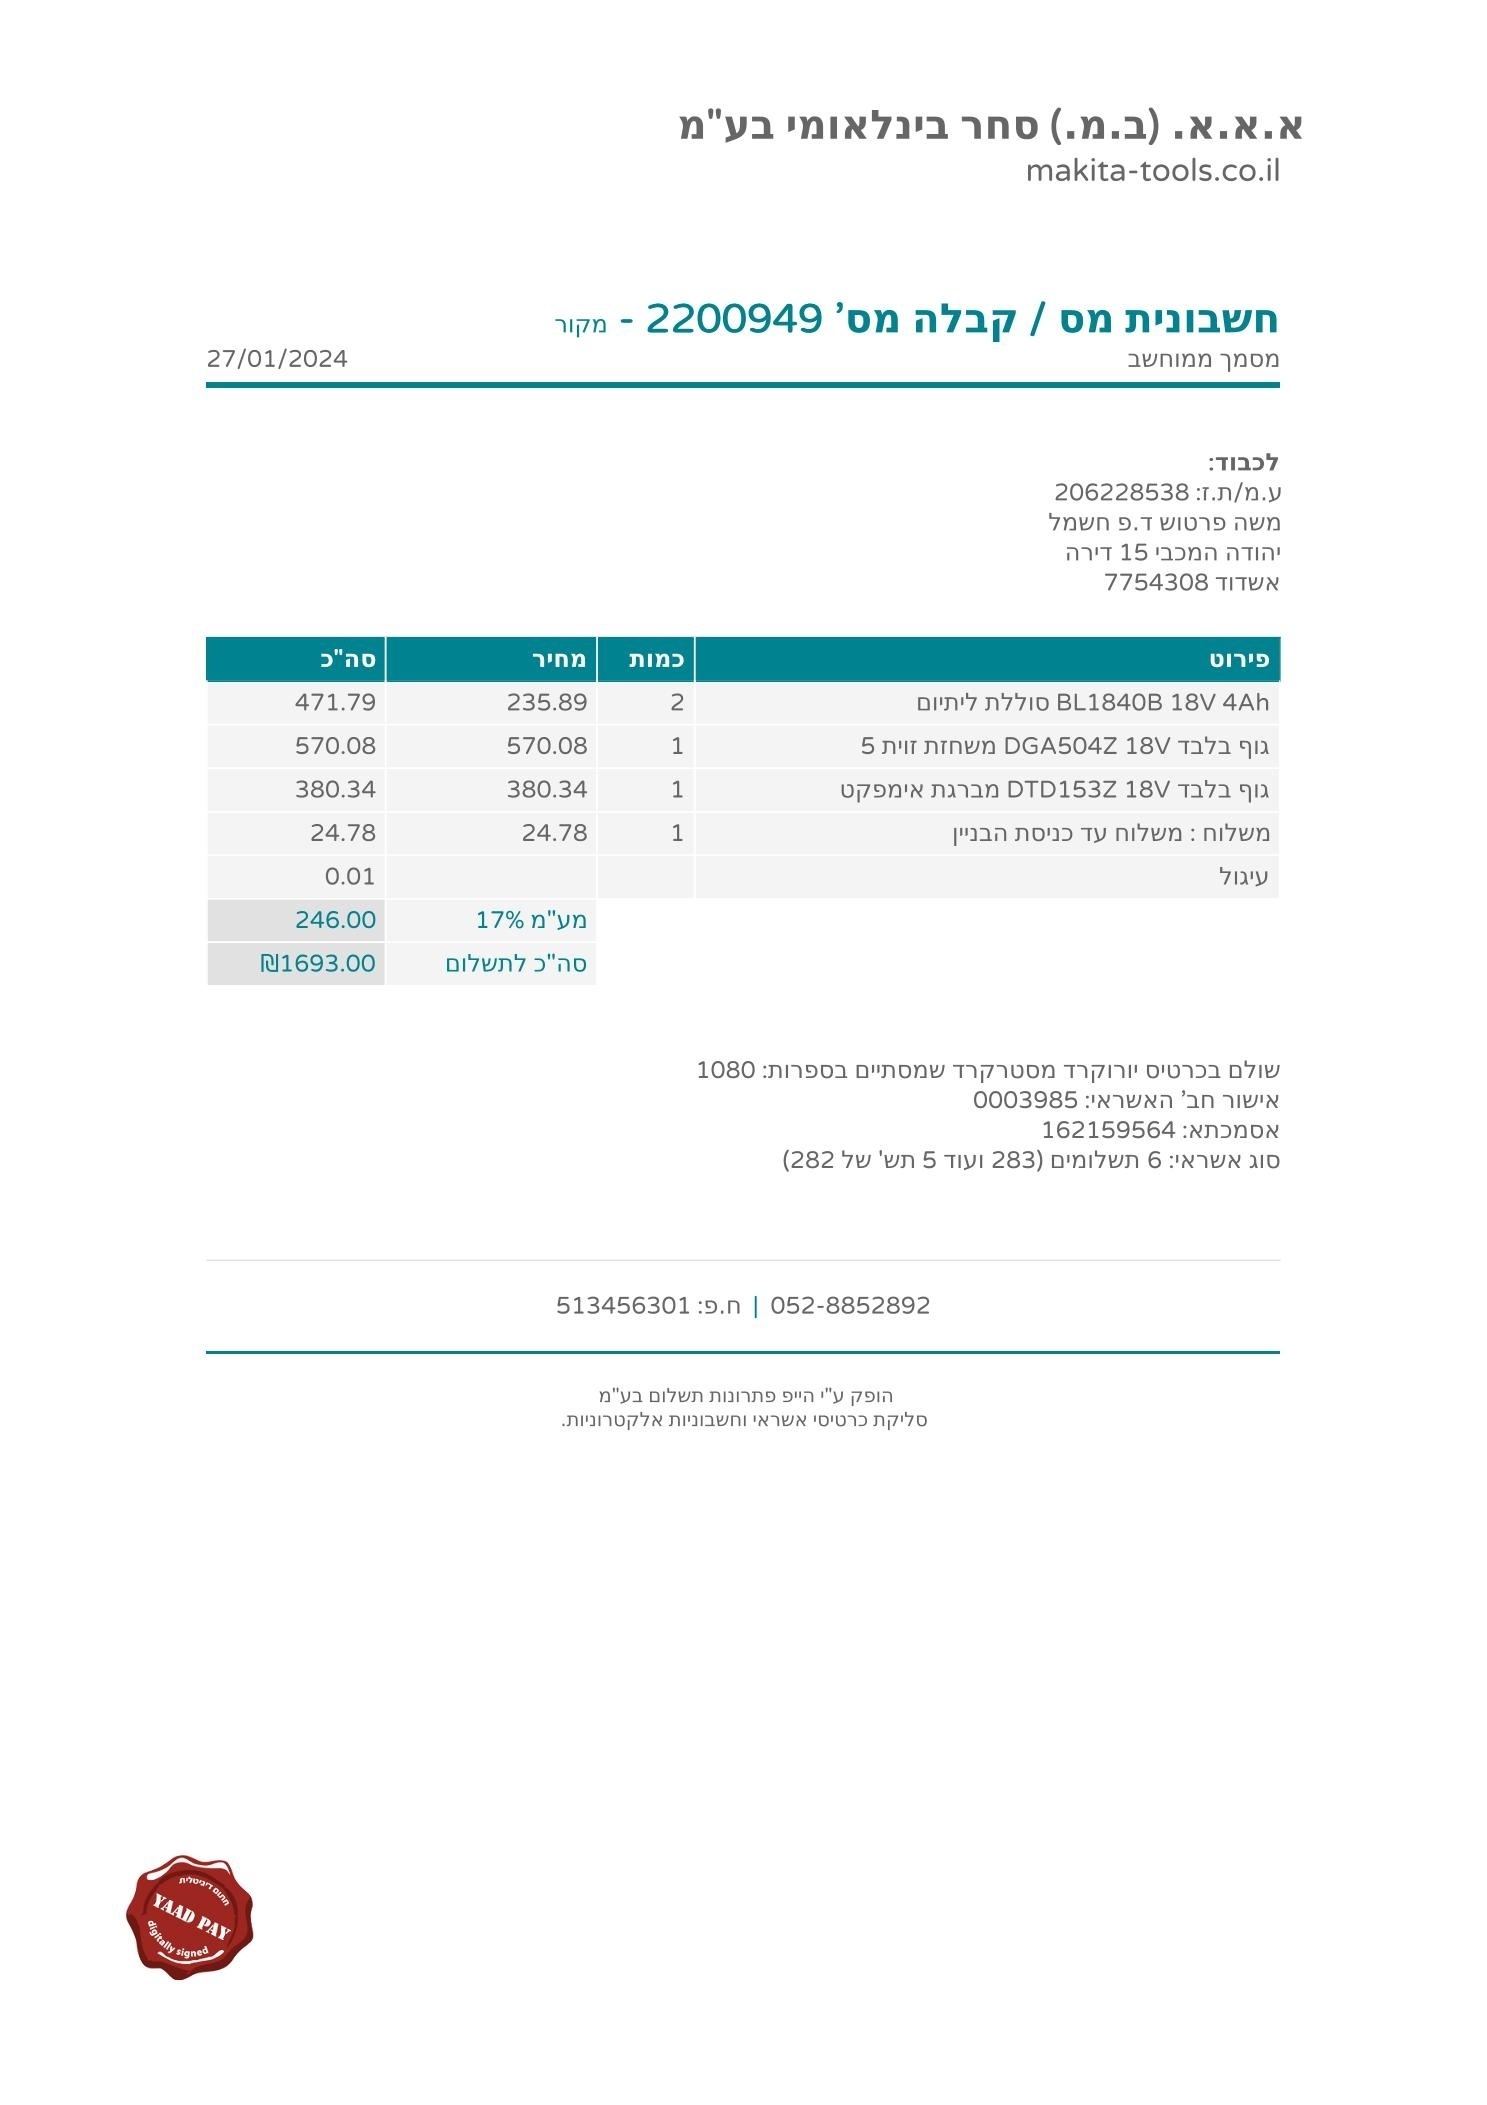 א.א.א. (ב.מ.) סחר בינלאומי בע"מ
makita-tools.co.il
חשבונית מס / קבלה מס’ 2200949 - מקור
מסמך ממוחשב 27/01/2024
לכבוד:
ע.מ/ת.ז: 206228538
משה פרטוש ד.פ חשמל
יהודה המכבי 15 דירה
אשדוד 7754308
פירוט כמות מחיר סה"כ
BL1840B 18V 4Ah סוללת ליתיום 2 235.89 471.79
גוף בלבד DGA504Z 18V משחזת זוית 5 1 570.08 570.08
גוף בלבד DTD153Z 18V מברגת אימפקט 1 380.34 380.34
משלוח : משלוח עד כניסת הבניין 1 24.78 24.78
עיגול 0.01
מע"מ 17% 246.00
סה"כ לתשלום ₪1693.00
שולם בכרטיס יורוקרד מסטרקרד שמסתיים בספרות: 1080
אישור חב’ האשראי: 0003985
אסמכתא: 162159564
סוג אשראי: 6 תשלומים (283 ועוד 5 תש' של 282)
052-8852892 | ח.פ: 513456301
הופק ע"י הייפ פתרונות תשלום בע"מ
סליקת כרטיסי אשראי וחשבוניות אלקטרוניות.
חתום דיגיטלית
YAAD PAY
digitally signed